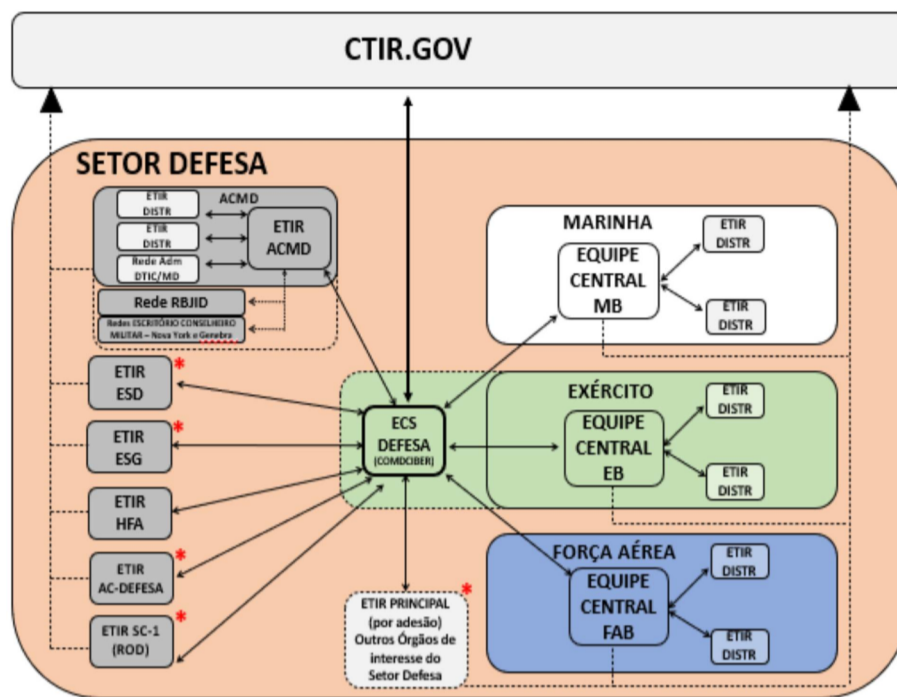 CTIR.GOV
SETOR DEFESA
ACMD
ETIR
DISTR
ETIR
DISTR
Rede Adm
DTIC/MD
ETIR
ACMD
Rede RBJID
Redes ESCRITÓRIO CONSELHEIRO
MILITAR – Nova York e Genebra
ETIR
ESD
*
ETIR
ESG
*
ETIR
HFA
ETIR
AC-DEFESA
*
ETIR SC-1
(ROD)
*
ECS
DEFESA
(COMDCIBER)
ETIR PRINCIPAL
(por adesão)
Outros Órgãos de
interesse do
Setor Defesa
*
MARINHA
EQUIPE
CENTRAL
MB
ETIR
DISTR
ETIR
DISTR
EXÉRCITO
EQUIPE
CENTRAL
EB
ETIR
DISTR
ETIR
DISTR
FORÇA AÉREA
EQUIPE
CENTRAL
FAB
ETIR
DISTR
ETIR
DISTR